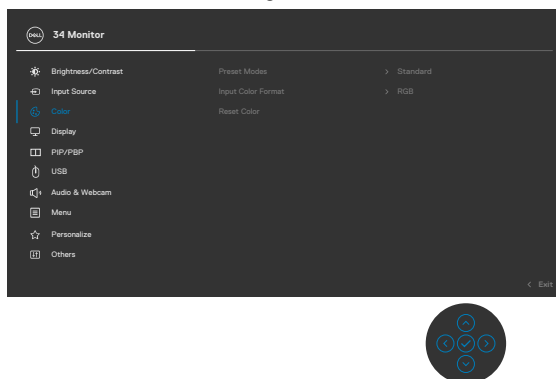 DELL 34 Monitor
Brightness/Contrast Preset Modes > Standard
Input Source Input Color Format > RGB
Color Reset Color
Display
PIP/PBP
USB
Audio & Webcam
Menu
Personalize
Others
< Exit